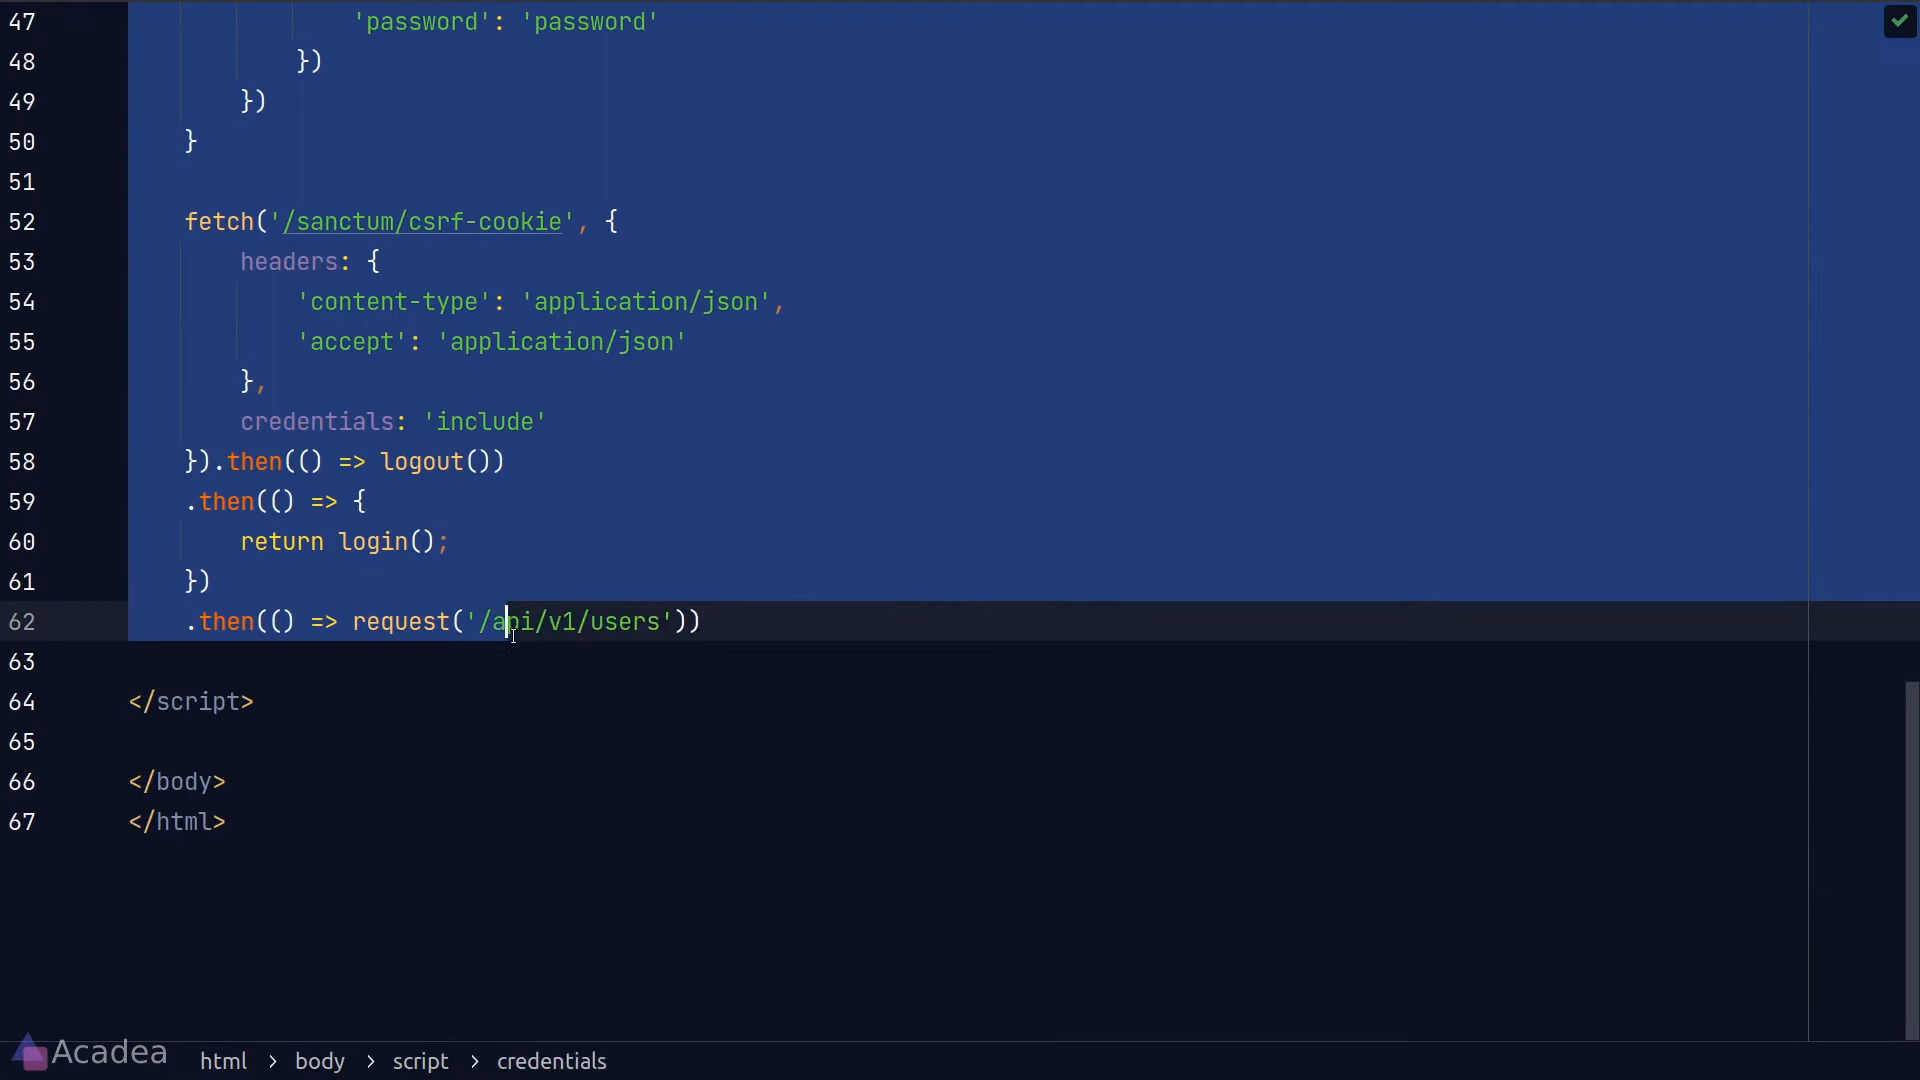 47 'password': 'password'
48 })
49 })
50 }
51
52 fetch('/sanctum/csrf-cookie', {
53 headers: {
54 'content-type': 'application/json',
55 'accept': 'application/json'
56 },
57 credentials: 'include'
58 }).then(() => logout())
59 .then(() => {
60 return login();
61 })
62 .then(() => request('/api/v1/users'))
63
64 </script>
65
66 </body>
67 </html>
Acadea html > body > script > credentials